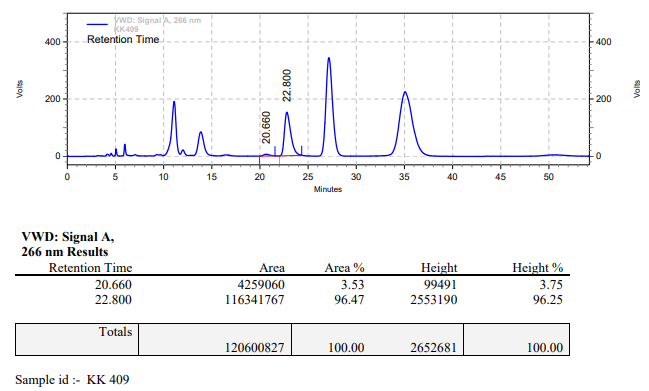 VWD: Signal A, 266 nm
KK409
Retention Time
400
200
0
Volts
400
200
0
Volts
20.660
22.800
0 5 10 15 20 25 30 35 40 45 50
Minutes
VWD: Signal A,
266 nm Results
Retention Time Area Area % Height Height %
20.660 4259060 3.53 99491 3.75
22.800 116341767 96.47 2553190 96.25
Totals
120600827 100.00 2652681 100.00
Sample id :- KK 409